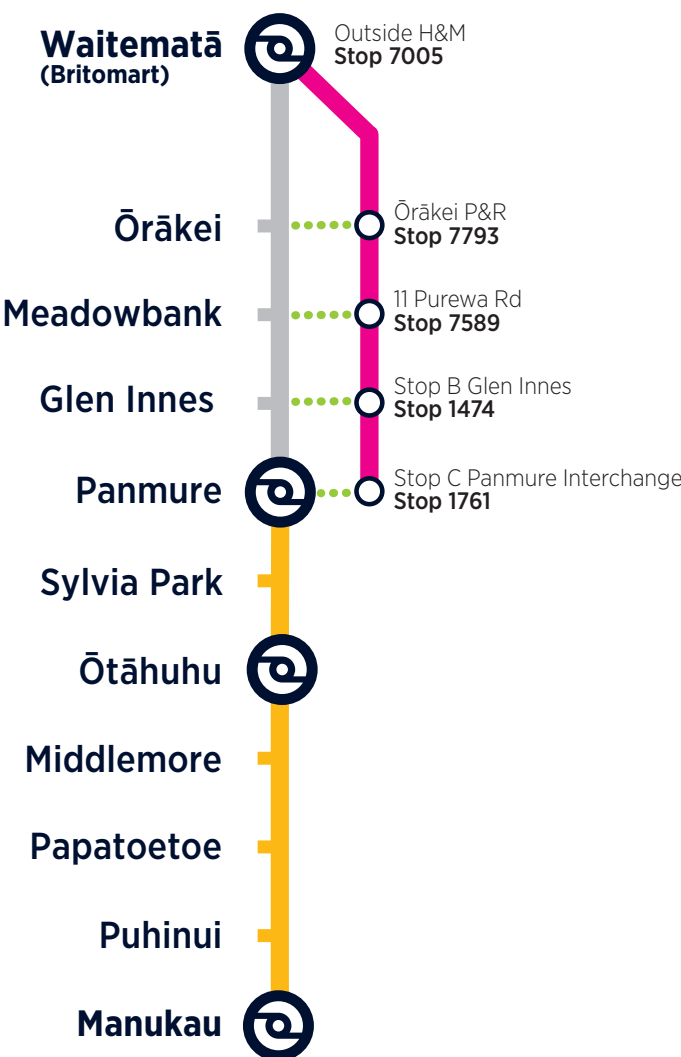 Waitematā
(Britomart)
Outside H&M
Stop 7005
Ōrākei
Ōrākei P&R
Stop 7793
Meadowbank
11 Purewa Rd
Stop 7589
Glen Innes
Stop B Glen Innes
Stop 1474
Panmure
Stop C Panmure Interchange
Stop 1761
Sylvia Park
Ōtāhuhu
Middlemore
Papatoetoe
Puhinui
Manukau